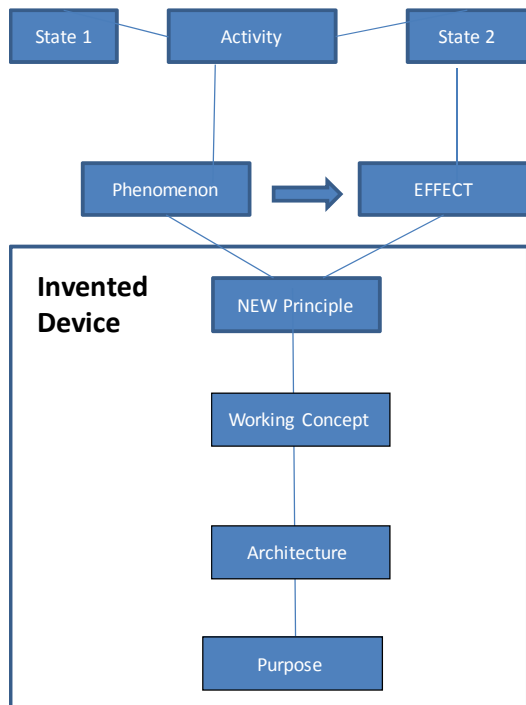 State 1
Activity
State 2
Phenomenon
EFFECT
Invented
Device
NEW Principle
Working Concept
Architecture
Purpose